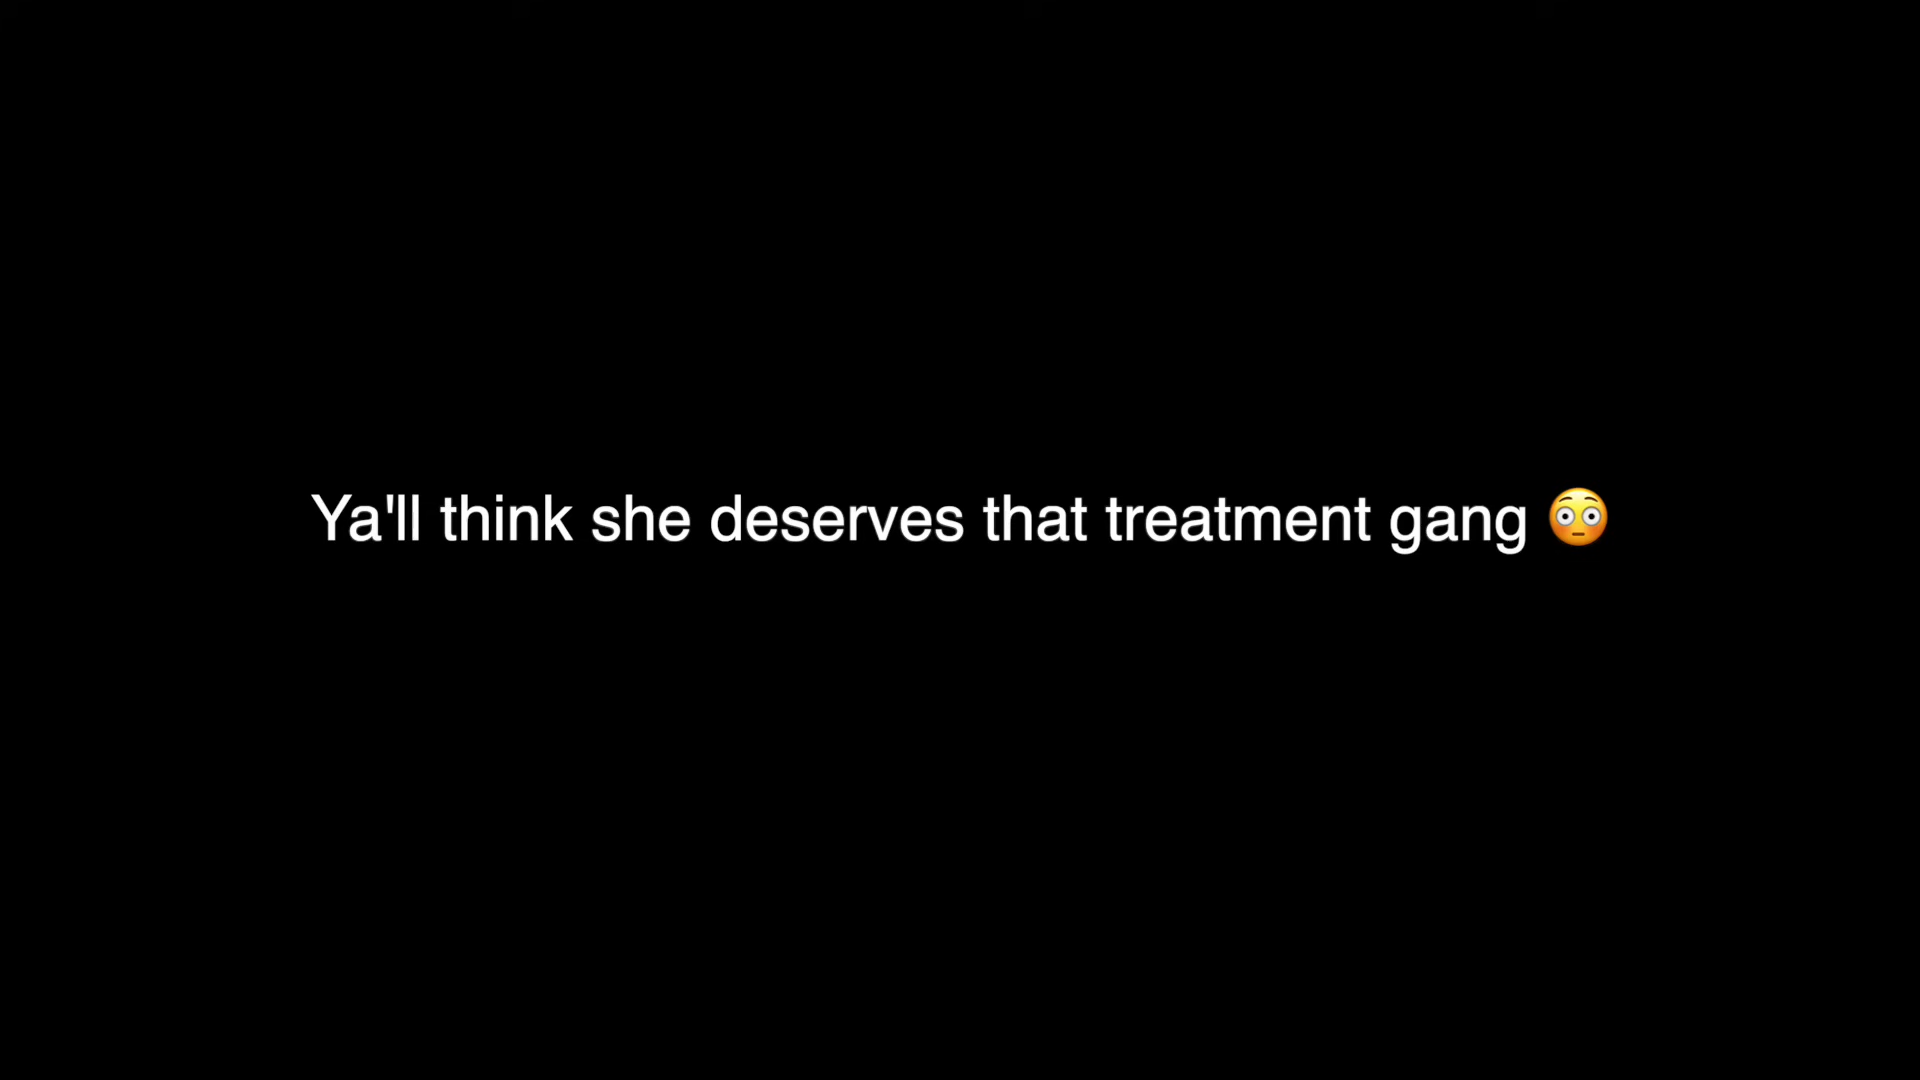 Ya'll think she deserves that treatment gang 😳